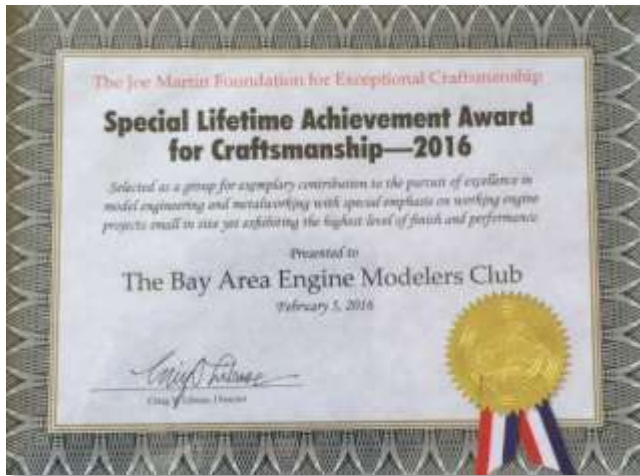 The Joe Martin Foundation for Exceptional Craftsmanship
Special Lifetime Achievement Award
for Craftsmanship—2016
Selected as a group for exemplary contribution to the pursuit of excellence in
model engineering and metalworking with special emphasis on working engine
projects small in size yet exhibiting the highest level of finish and performance
Presented to
The Bay Area Engine Modelers Club
February 5, 2016
Craig Libuse, Director